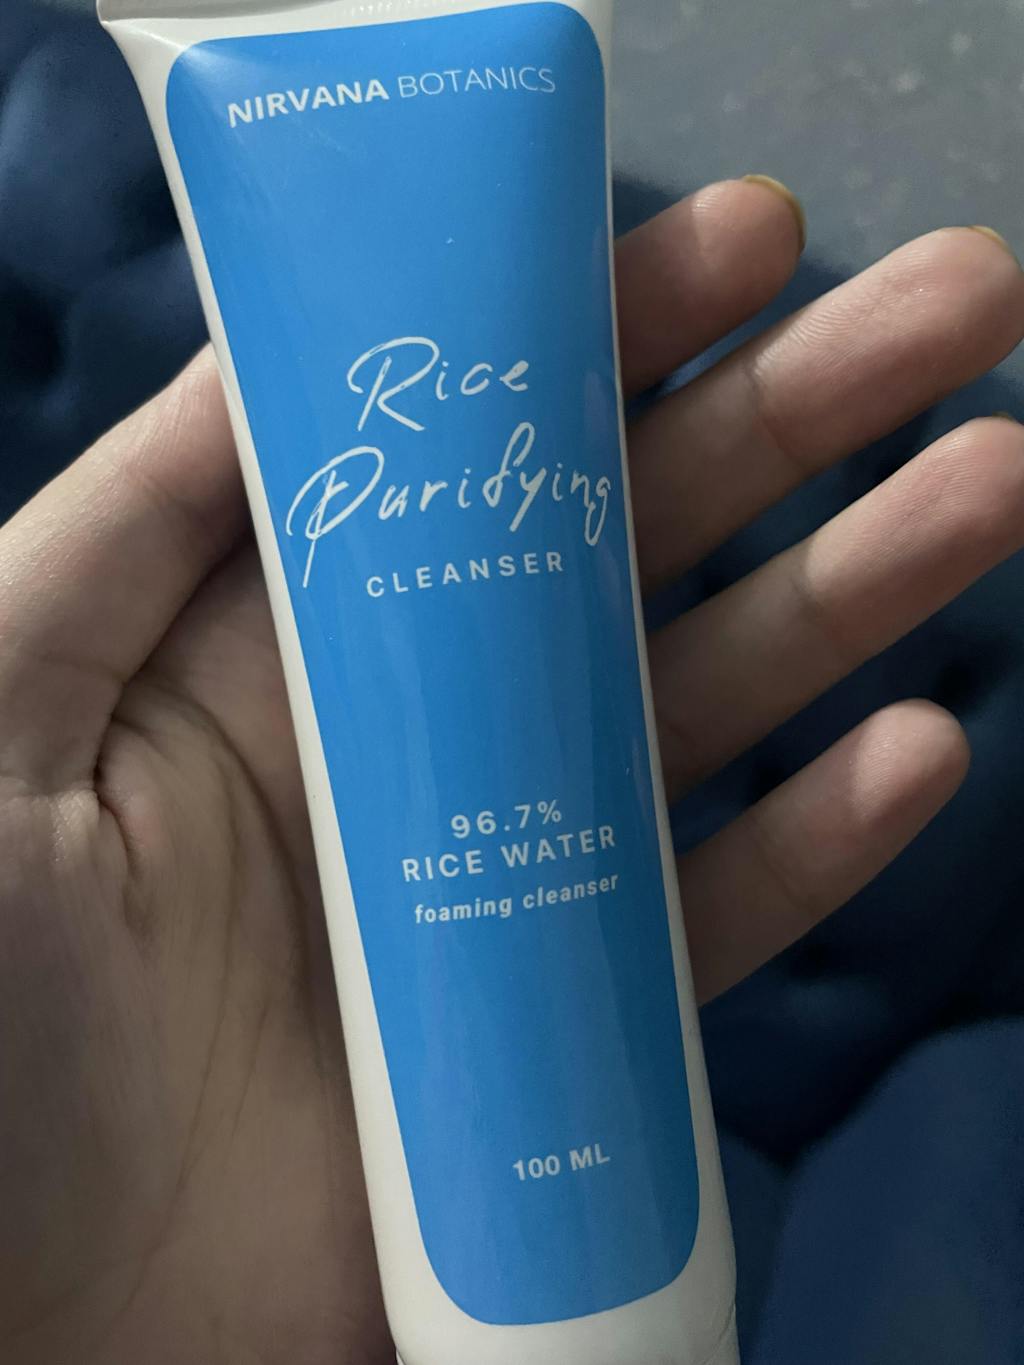 NIRVANA BOTANICS
Rice
Purifying
CLEANSER
96.7%
RICE WATER
foaming cleanser
100 ML